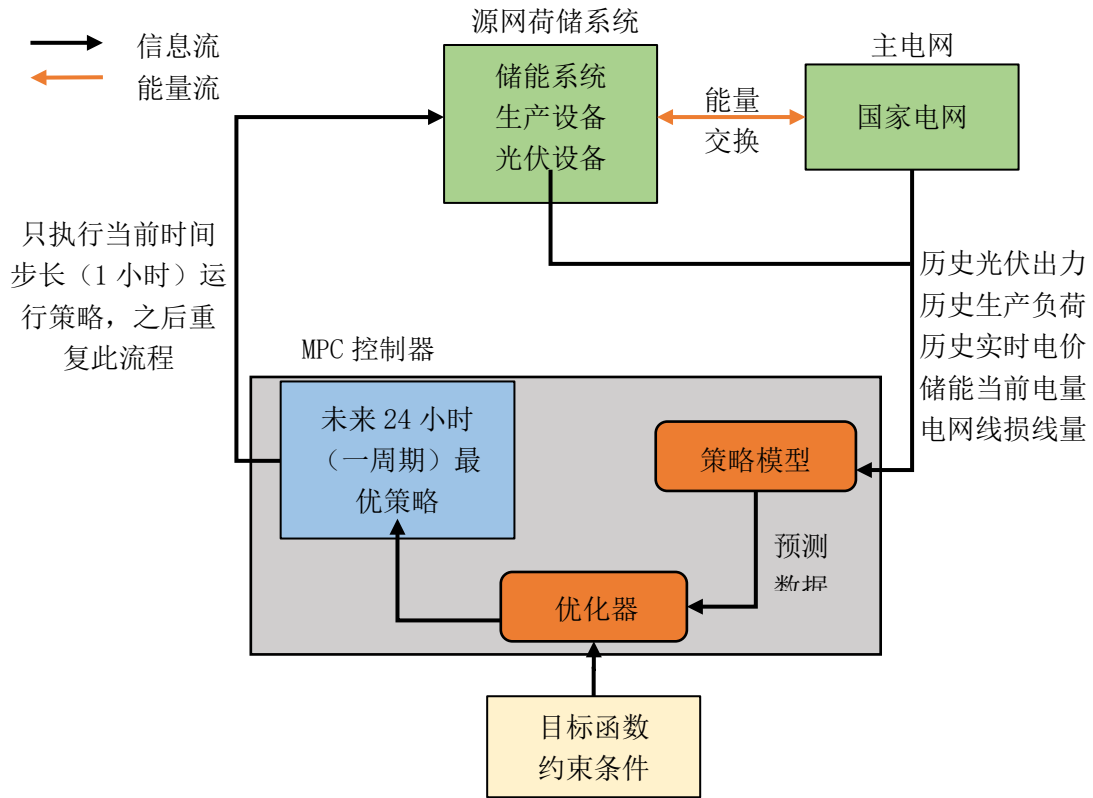 源网荷储系统
信息流
能量流
储能系统
生产设备
光伏设备
能量
交换
主电网
国家电网
只执行当前时间
步长（1 小时）运
行策略，之后重
复此流程
历史光伏出力
历史生产负荷
历史实时电价
储能当前电量
电网线损线量
MPC 控制器
未来 24 小时
（一周期）最
优策略
策略模型
预测
数据
优化器
目标函数
约束条件